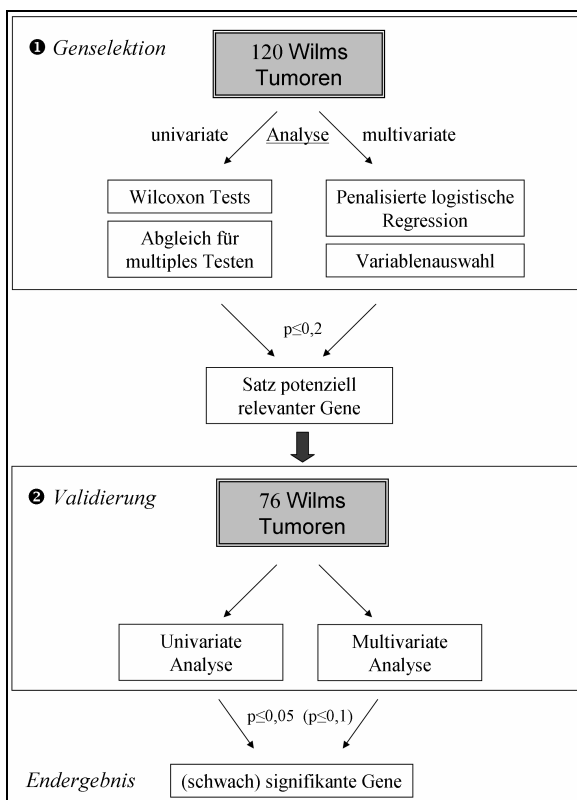 ❶ Genselektion
120 Wilms
Tumoren
univariate Analyse multivariate
Wilcoxon Tests
Abgleich für
multiples Testen
Penalisierte logistische
Regression
Variablenauswahl
p≤0,2
Satz potenziell
relevanter Gene
❷ Validierung
76 Wilms
Tumoren
Univariate
Analyse
Multivariate
Analyse
p≤0,05 (p≤0,1)
Endergebnis
(schwach) signifikante Gene